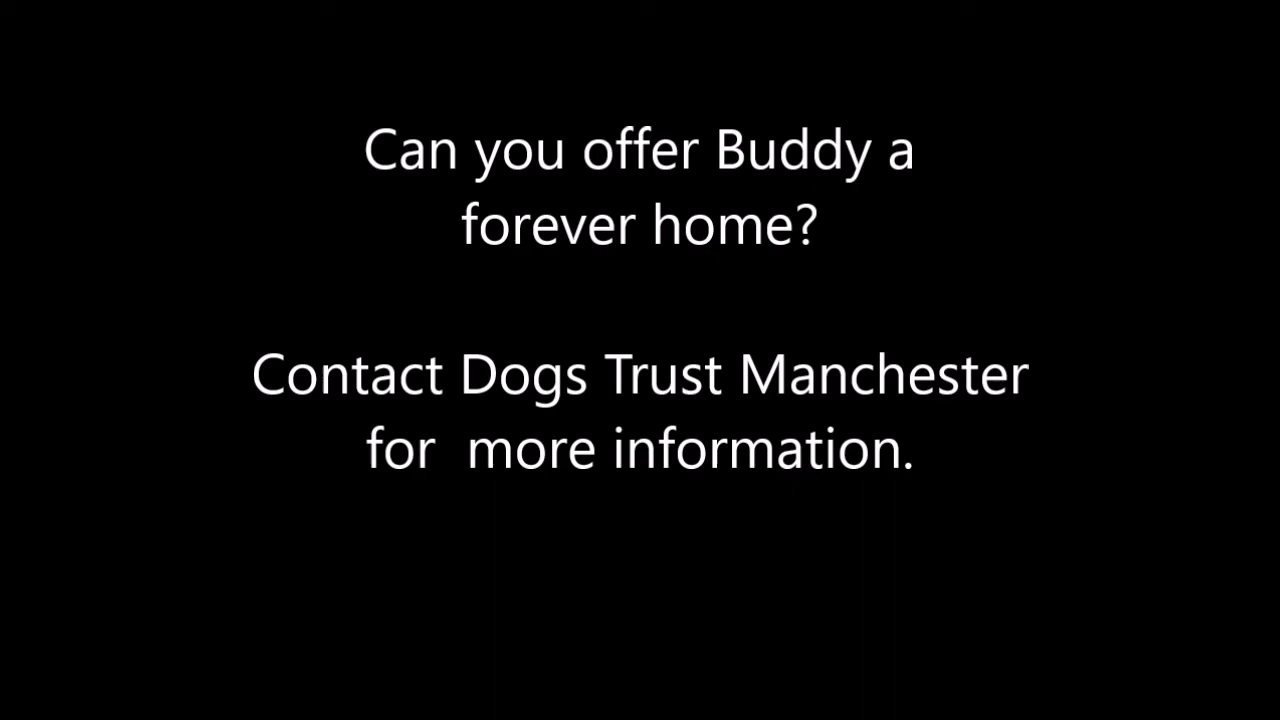 Can you offer Buddy a
forever home?
Contact Dogs Trust Manchester
for  more information.